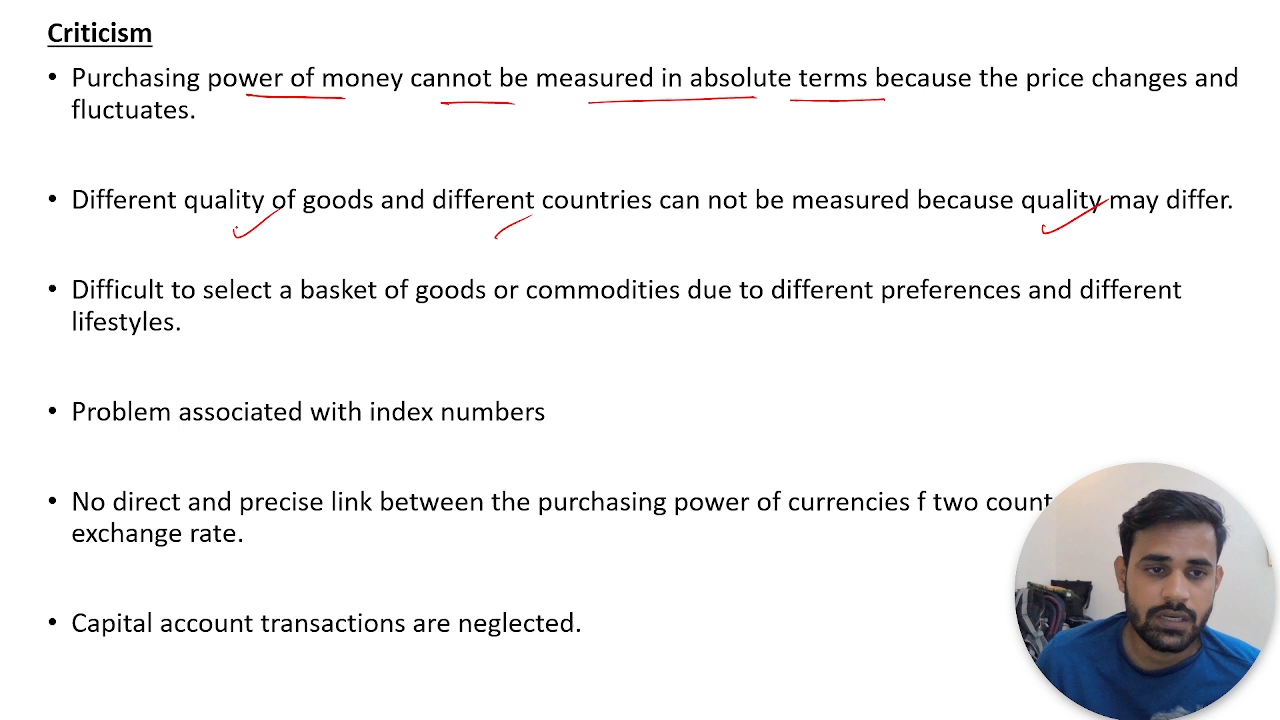 Criticism
• Purchasing power of money cannot be measured in absolute terms because the price changes and
fluctuates.
• Different quality of goods and different countries can not be measured because quality may differ.
• Difficult to select a basket of goods or commodities due to different preferences and different
lifestyles.
• Problem associated with index numbers
• No direct and precise link between the purchasing power of currencies f two
exchange rate.
• Capital account transactions are neglected.